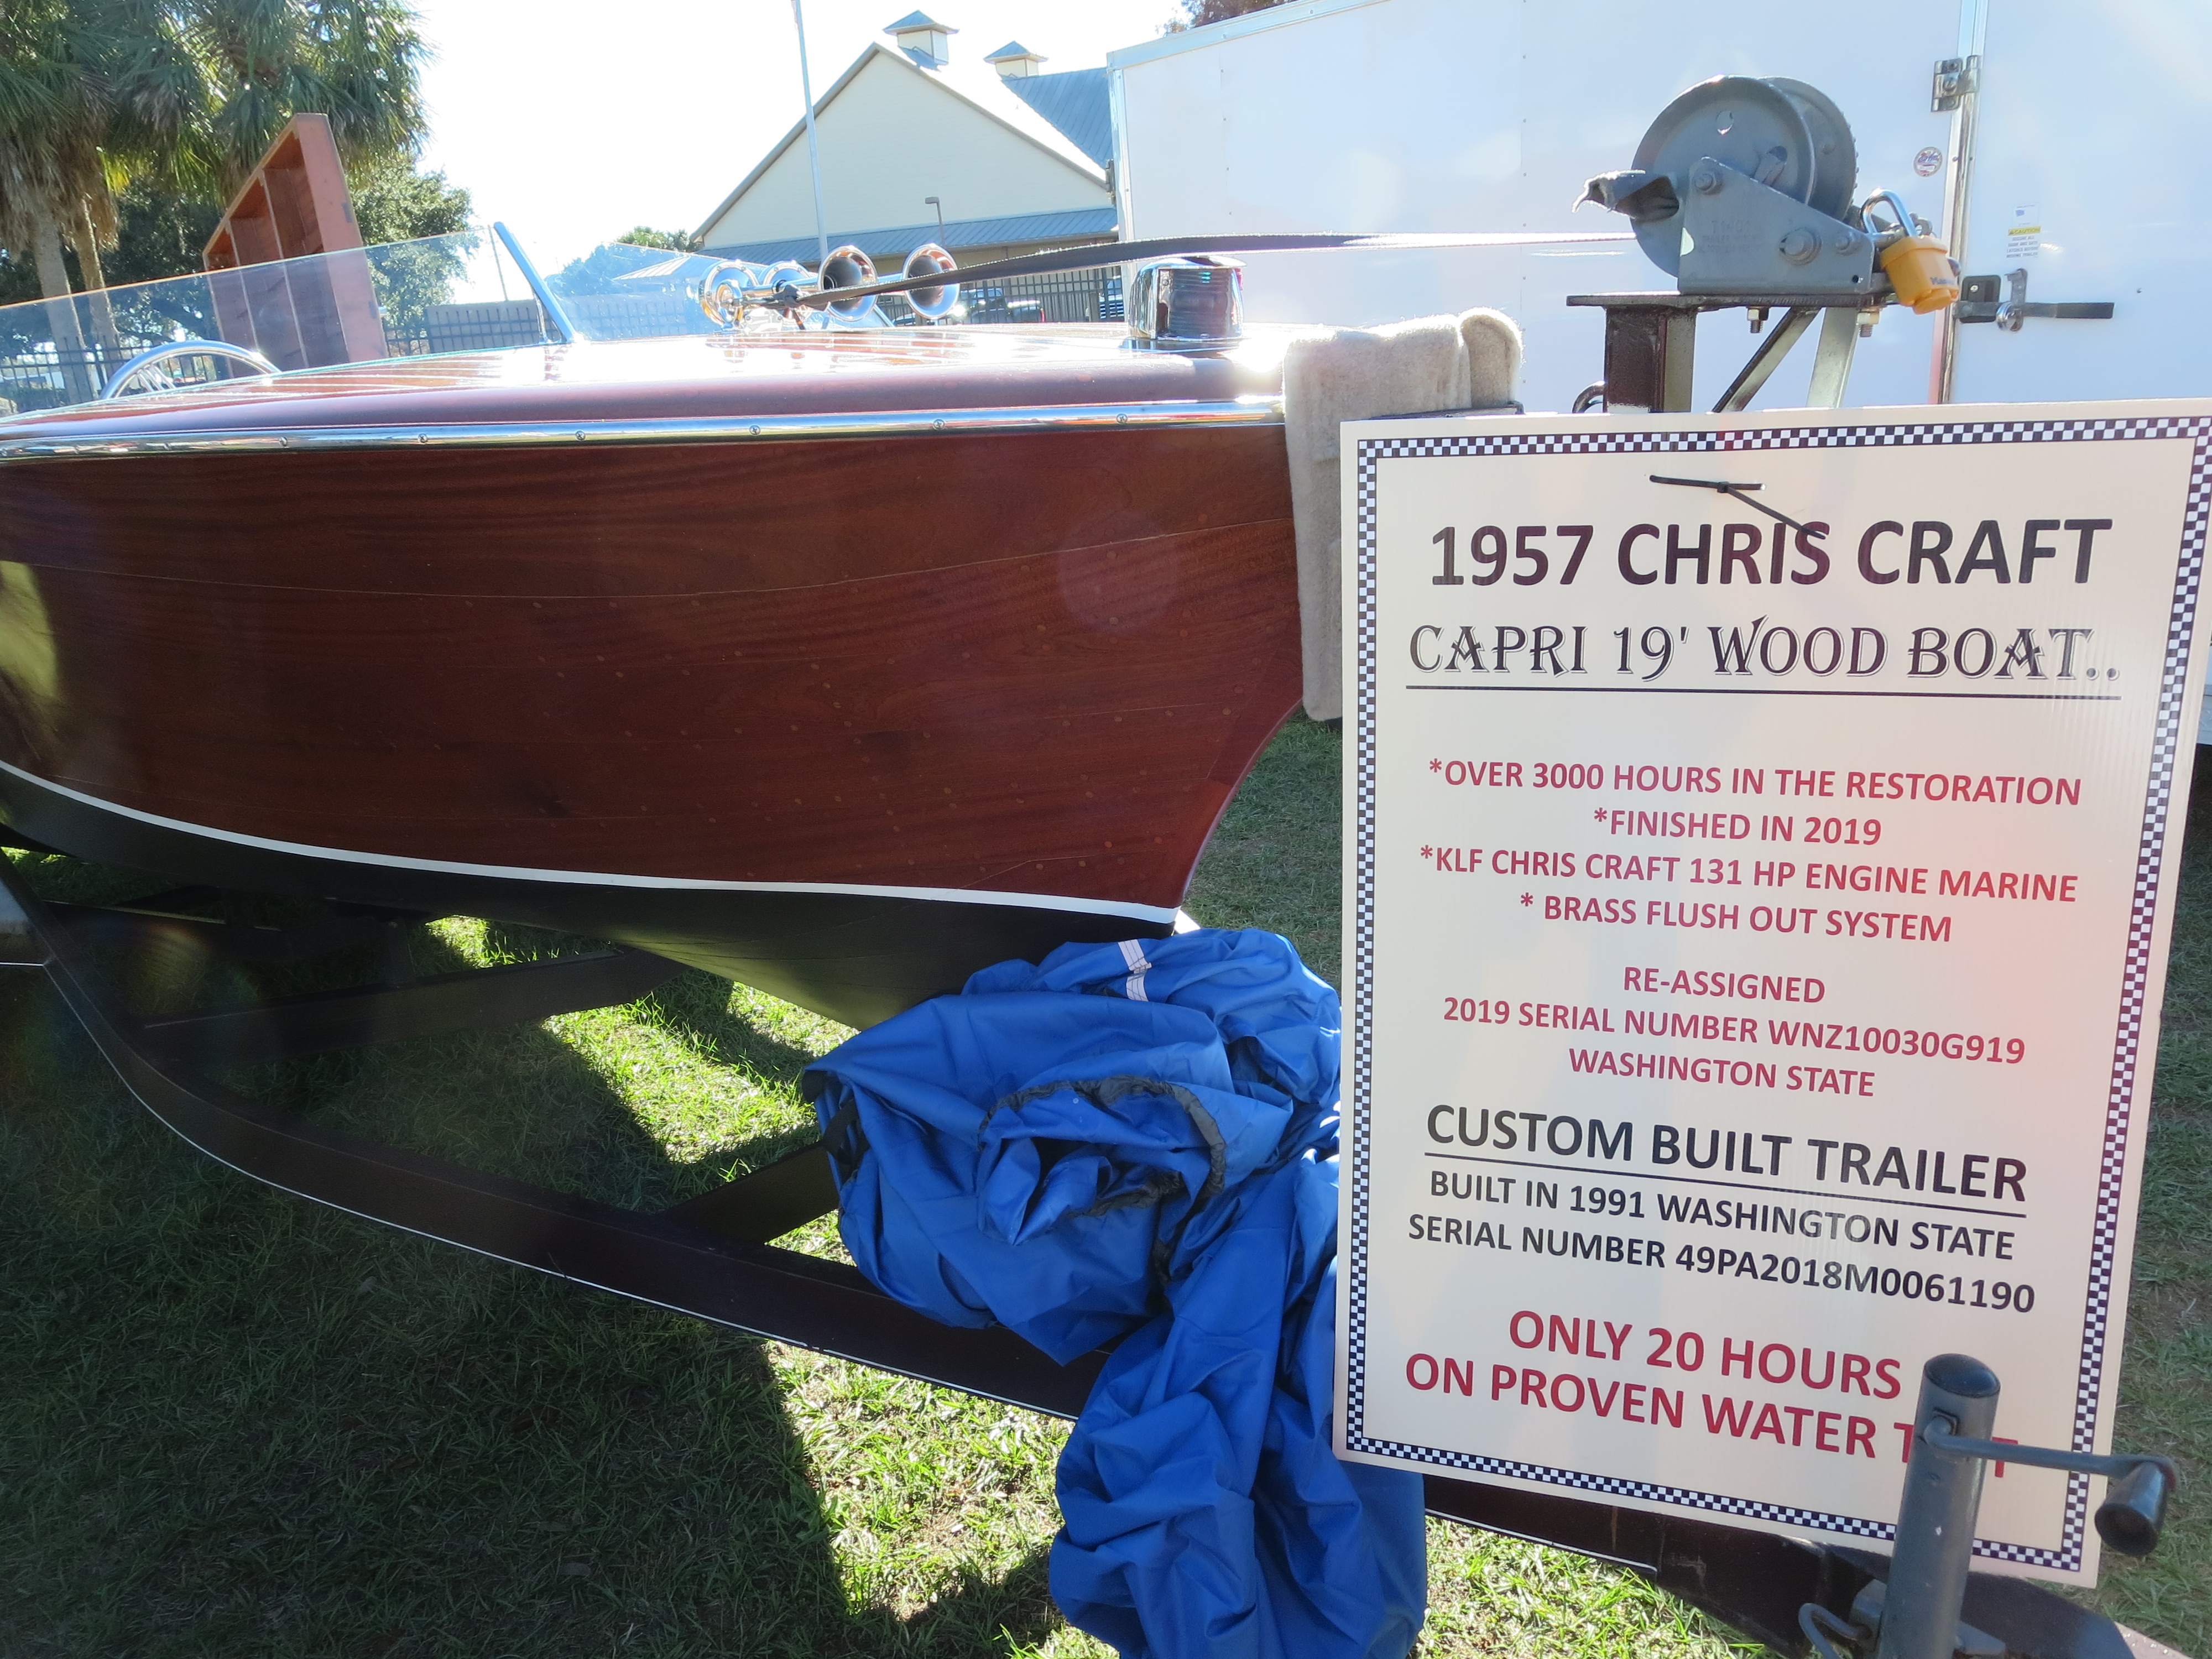 1957 CHRIS CRAFT
CAPRI 19' WOOD BOAT..
*OVER 3000 HOURS IN THE RESTORATION
*FINISHED IN 2019
*KLF CHRIS CRAFT 131 HP ENGINE MARINE
* BRASS FLUSH OUT SYSTEM
RE-ASSIGNED
2019 SERIAL NUMBER WNZ10030G919
WASHINGTON STATE
CUSTOM BUILT TRAILER
BUILT IN 1991 WASHINGTON STATE
SERIAL NUMBER 49PA2018M0061190
ONLY 20 HOURS
ON PROVEN WATER